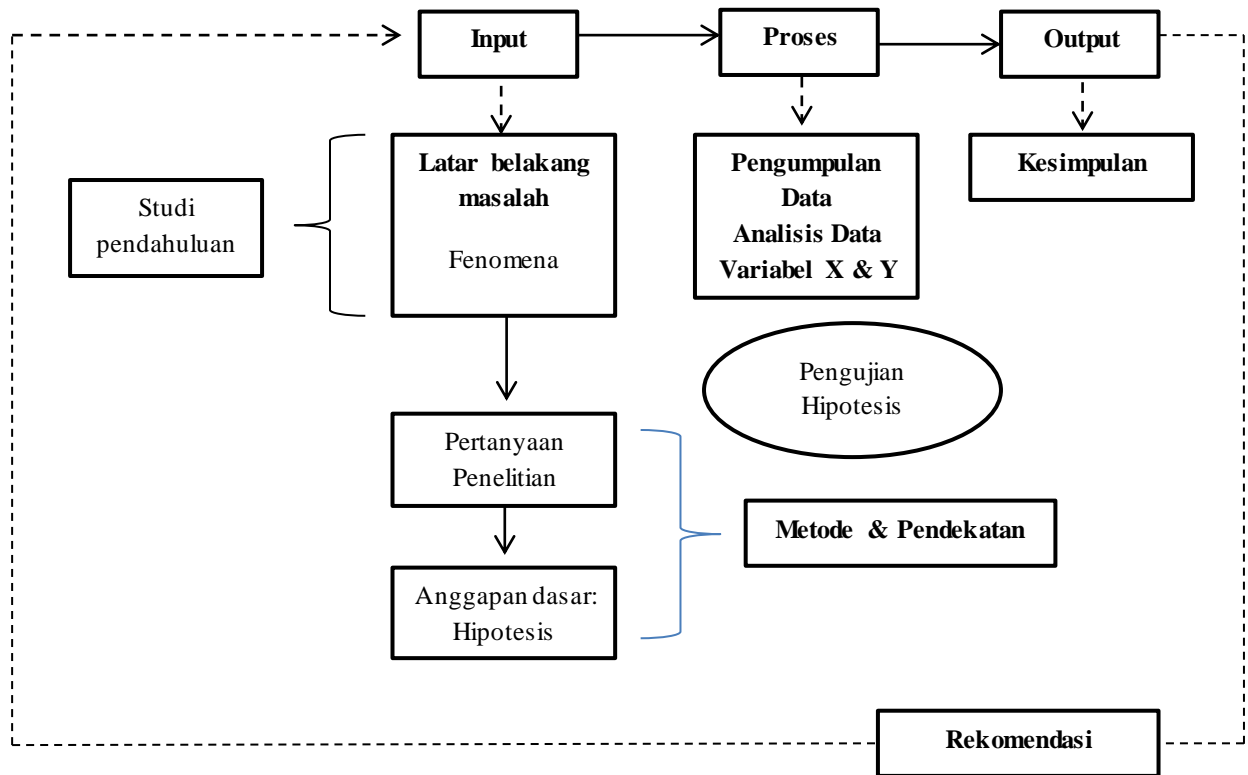 Input
Proses
Output
Latar belakang
masalah
Fenomena
Pengumpulan
Data
Analisis Data
Variabel X & Y
Kesimpulan
Studi
pendahuluan
Pengujian
Hipotesis
Pertanyaan
Penelitian
Metode & Pendekatan
Anggapan dasar:
Hipotesis
Rekomendasi